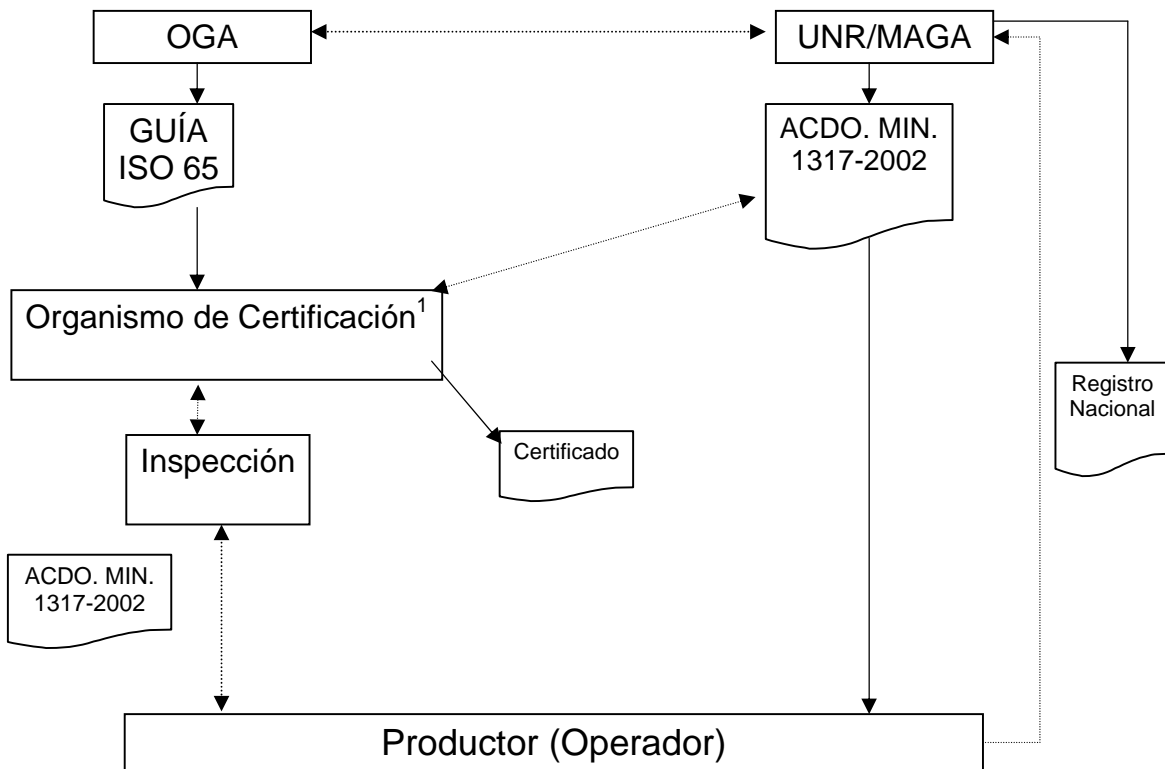 OGA
UNR/MAGA
GUÍA
ISO 65
ACDO. MIN.
1317-2002
Organismo de Certificación¹
Registro
Nacional
Inspección
Certificado
ACDO. MIN.
1317-2002
Productor (Operador)